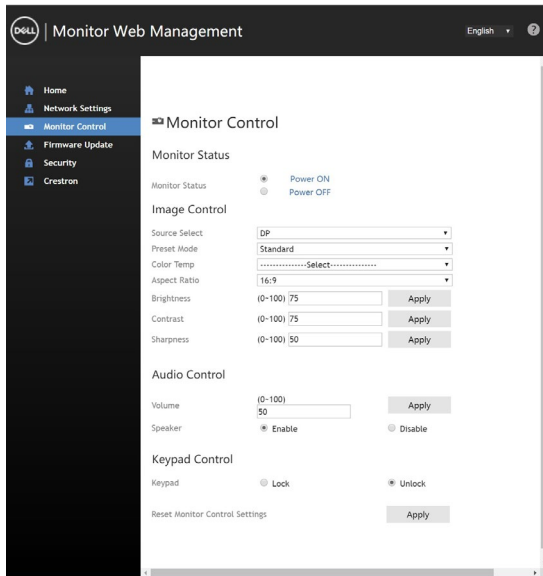 DELL | Monitor Web Management English
?
Home
Network Settings
Monitor Control
Firmware Update
Security
Crestron
Monitor Control
Monitor Status
Monitor Status Power ON
Power OFF
Image Control
Source Select DP
Preset Mode Standard
Color Temp ---------------Select---------------
Aspect Ratio 16:9
Brightness (0~100) 75 Apply
Contrast (0~100) 75 Apply
Sharpness (0~100) 50 Apply
Audio Control
(0~100)
Volume 50 Apply
Speaker Enable Disable
Keypad Control
Keypad Lock Unlock
Reset Monitor Control Settings Apply